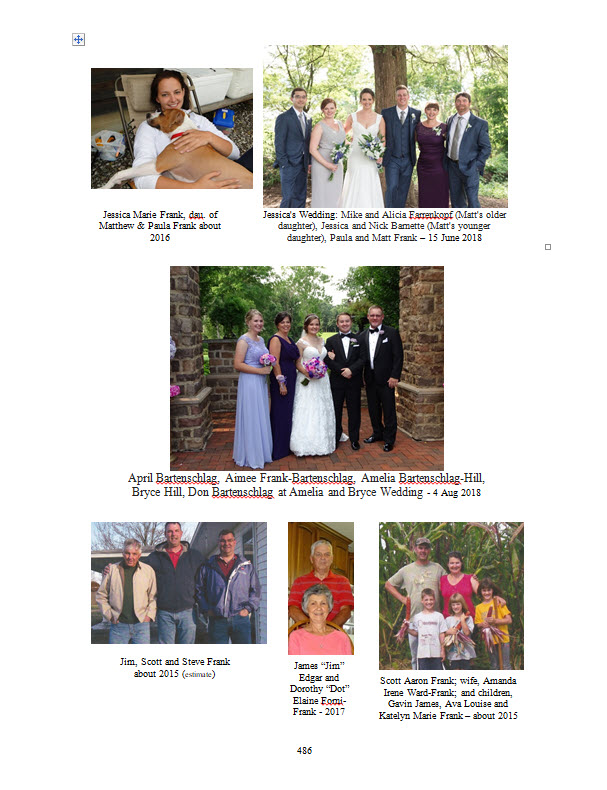 Jessica Marie Frank, dau. of
Matthew & Paula Frank about
2016
Jessica's Wedding: Mike and Alicia Farrenkopf (Matt's older
daughter), Jessica and Nick Barnette (Matt's younger
daughter), Paula and Matt Frank – 15 June 2018
April Bartenschlag, Aimee Frank-Bartenschlag, Amelia Bartenschlag-Hill,
Bryce Hill, Don Bartenschlag at Amelia and Bryce Wedding - 4 Aug 2018
Jim, Scott and Steve Frank
about 2015 (estimate)
James “Jim”
Edgar and
Dorothy “Dot”
Elaine Forni-
Frank - 2017
Scott Aaron Frank; wife, Amanda
Irene Ward-Frank; and children,
Gavin James, Ava Louise and
Katelyn Marie Frank – about 2015
486